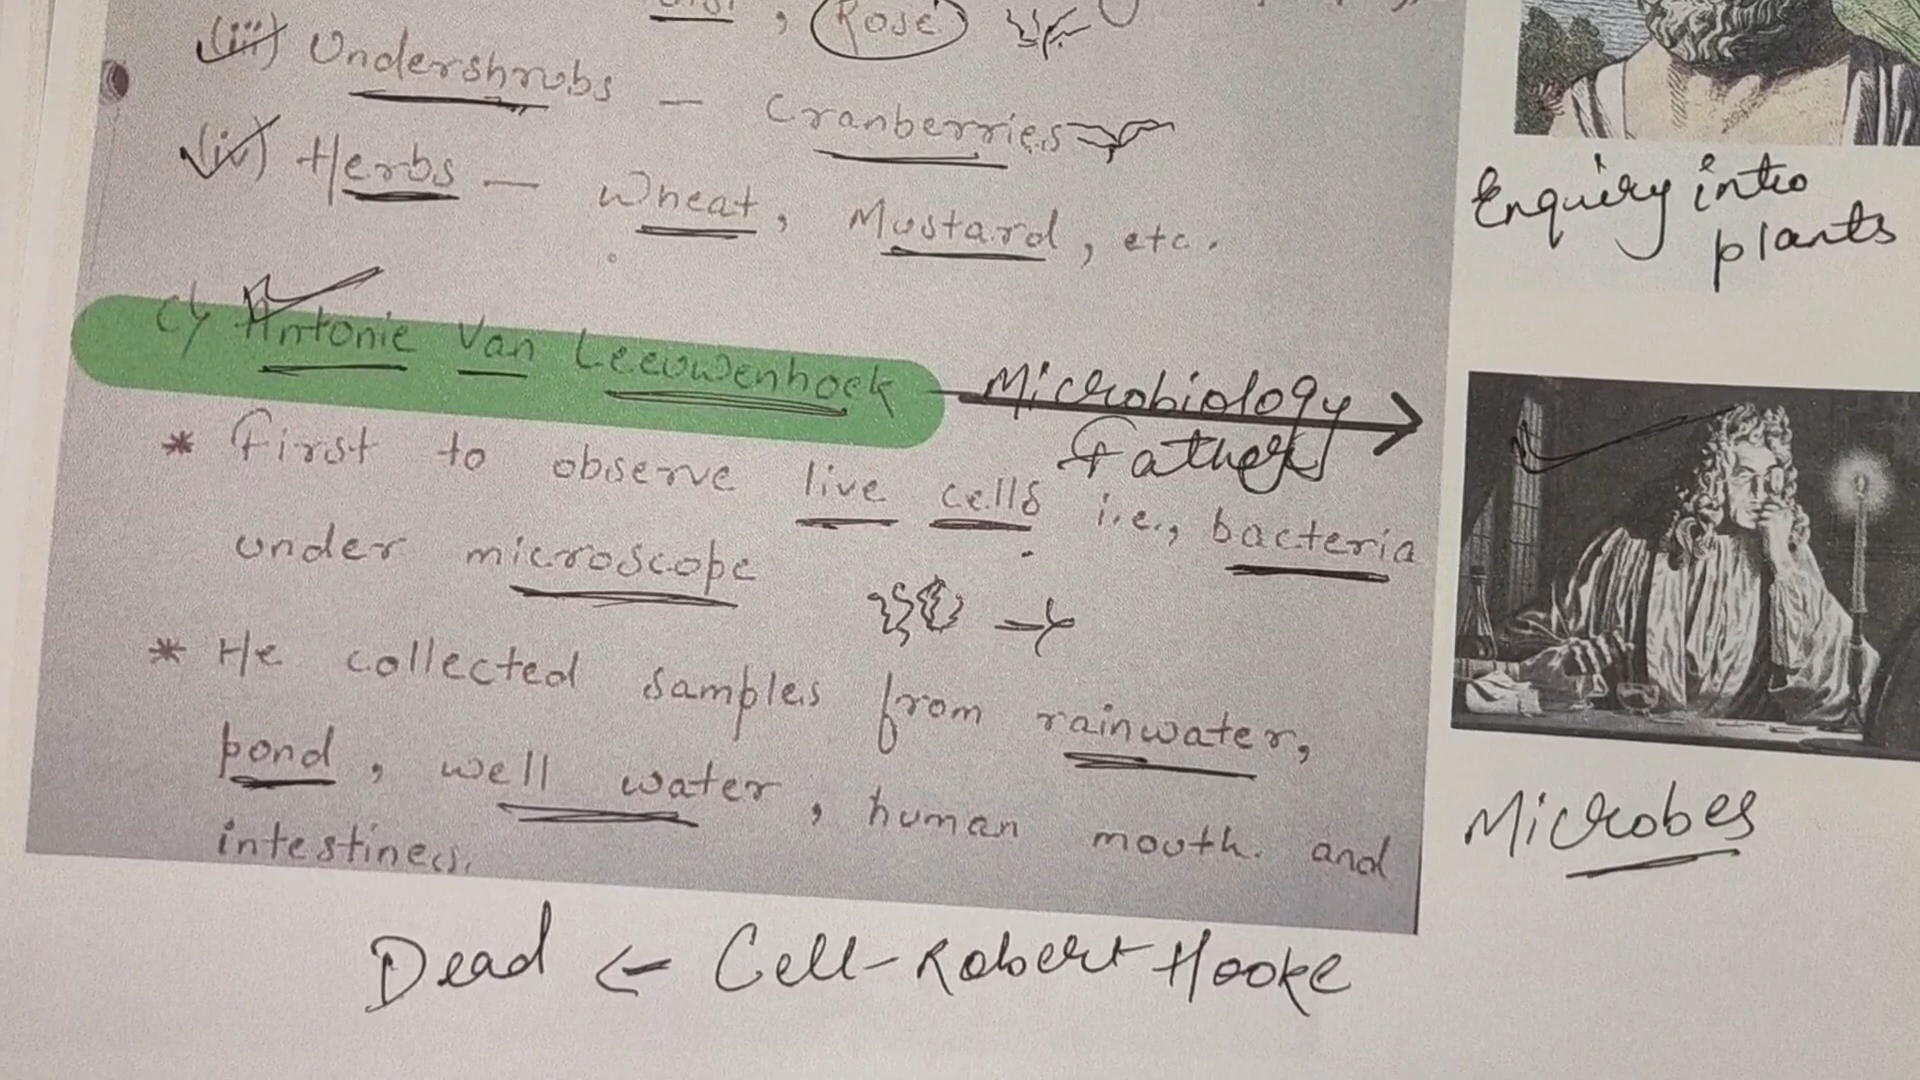 Rose
(iii) Undershrubs — Cranberries
(iv) Herbs — Wheat, Mustard, etc.
Enquiry into
plants
c) Antonie Van Leeuwenhoek
Microbiology
Father
* First to observe live cells i.e., bacteria
under microscope
* He collected samples from rainwater,
pond, well water, human mouth and
intestines.
Microbes
Dead ← Cell-Robert Hooke